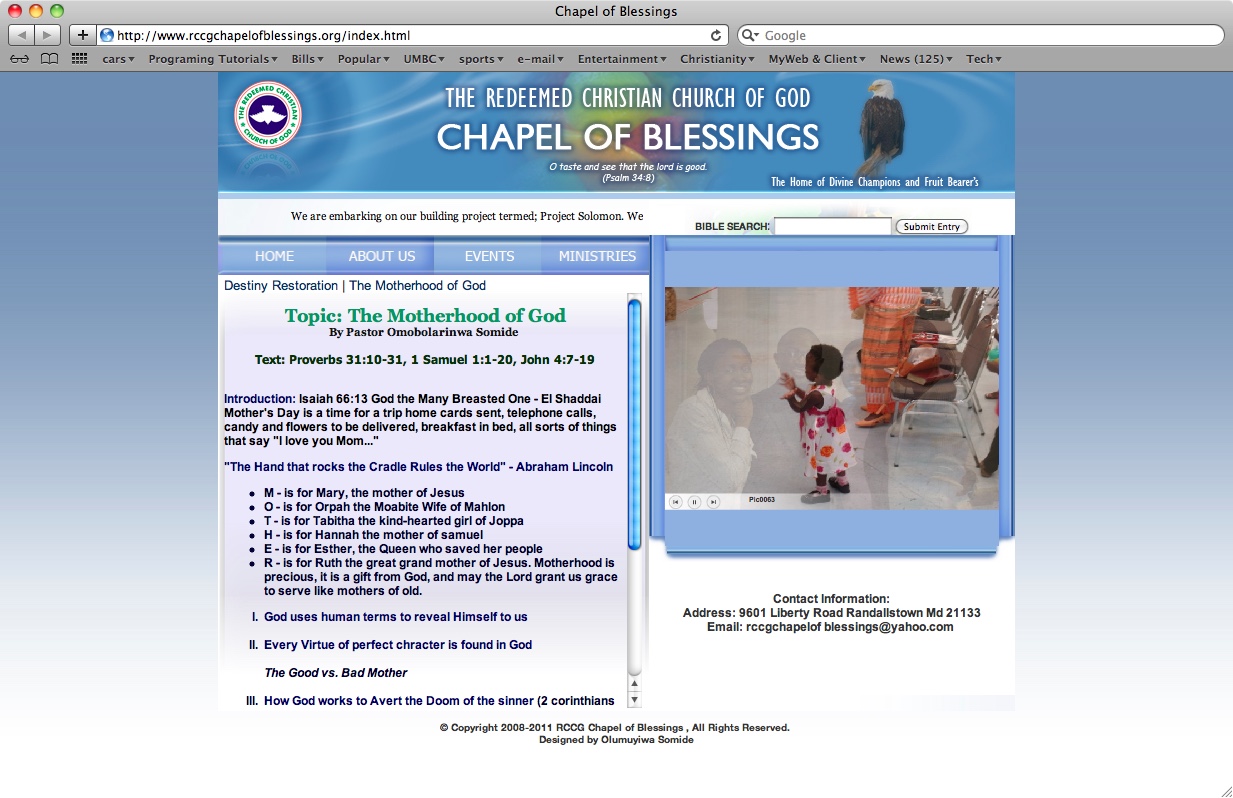 Chapel of Blessings
http://www.rccgchapelofblessings.org/index.html
Google
cars Programing Tutorials Bills Popular UMBC sports e-mail Entertainment Christianity MyWeb & Client News (125) Tech
THE REDEEMED CHRISTIAN CHURCH OF GOD
THE REDEEMED CHRISTIAN CHURCH OF GOD
CHAPEL OF BLESSINGS
O taste and see that the lord is good.
(Psalm 34:8)
The Home of Divine Champions and Fruit Bearer's
We are embarking on our building project termed; Project Solomon. We
BIBLE SEARCH: Submit Entry
HOME ABOUT US EVENTS MINISTRIES
Destiny Restoration | The Motherhood of God
Topic: The Motherhood of God
By Pastor Omobolarinwa Somide
Text: Proverbs 31:10-31, 1 Samuel 1:1-20, John 4:7-19
Introduction: Isaiah 66:13 God the Many Breasted One - El Shaddai
Mother's Day is a time for a trip home cards sent, telephone calls,
candy and flowers to be delivered, breakfast in bed, all sorts of things
that say "I love you Mom..."
"The Hand that rocks the Cradle Rules the World" - Abraham Lincoln
• M - is for Mary, the mother of Jesus
• O - is for Orpah the Moabite Wife of Mahlon
• T - is for Tabitha the kind-hearted girl of Joppa
• H - is for Hannah the mother of samuel
• E - is for Esther, the Queen who saved her people
• R - is for Ruth the great grand mother of Jesus. Motherhood is
precious, it is a gift from God, and may the Lord grant us grace
to serve like mothers of old.
I. God uses human terms to reveal Himself to us
II. Every Virtue of perfect chracter is found in God
The Good vs. Bad Mother
III. How God works to Avert the Doom of the sinner (2 corinthians
Pic0063
Contact Information:
Address: 9601 Liberty Road Randallstown Md 21133
Email: rccgchapelof blessings@yahoo.com
© Copyright 2008-2011 RCCG Chapel of Blessings , All Rights Reserved.
Designed by Olumuyiwa Somide